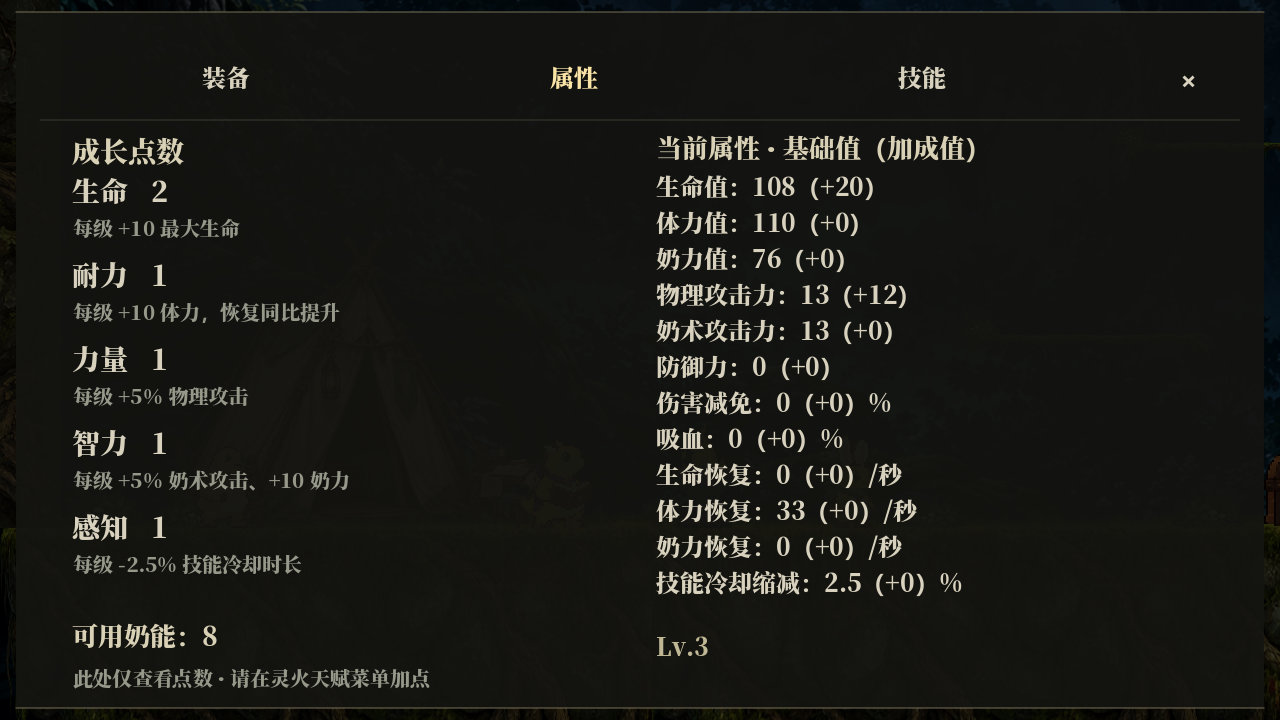 装备 属性 技能 ×
成长点数
生命 2
每级 +10 最大生命
耐力 1
每级 +10 体力，恢复同比提升
力量 1
每级 +5% 物理攻击
智力 1
每级 +5% 奶术攻击、+10 奶力
感知 1
每级 -2.5% 技能冷却时长
可用奶能：8
此处仅查看点数 · 请在灵火天赋菜单加点
当前属性 · 基础值（加成值）
生命值：108（+20）
体力值：110（+0）
奶力值：76（+0）
物理攻击力：13（+12）
奶术攻击力：13（+0）
防御力：0（+0）
伤害减免：0（+0）%
吸血：0（+0）%
生命恢复：0（+0）/秒
体力恢复：33（+0）/秒
奶力恢复：0（+0）/秒
技能冷却缩减：2.5（+0）%
Lv.3